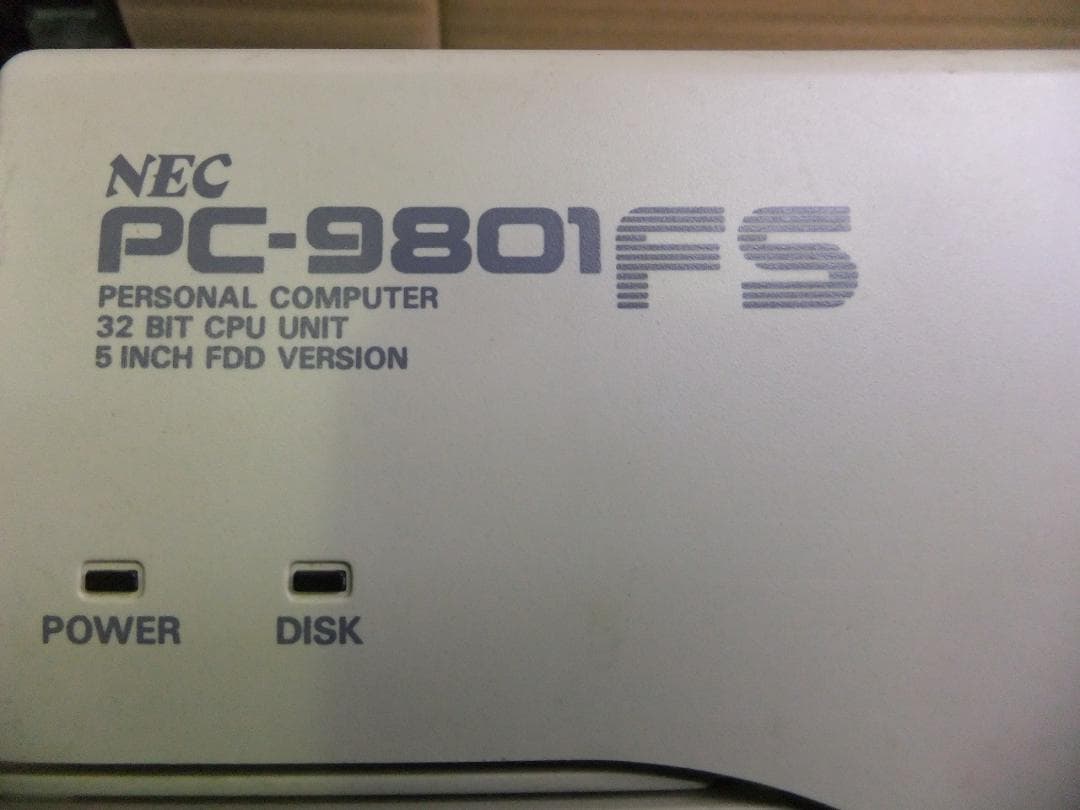 NEC
PC-9801FS
PERSONAL COMPUTER
32 BIT CPU UNIT
5 INCH FDD VERSION
POWER DISK